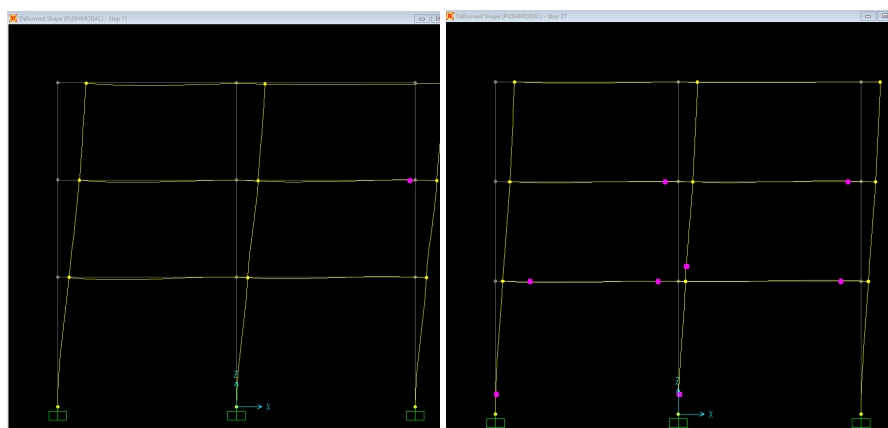 Deformed Shape (PUSHMODAL) - Step 11
Deformed Shape (PUSHMODAL) - Step 27
Z
X
Z
X